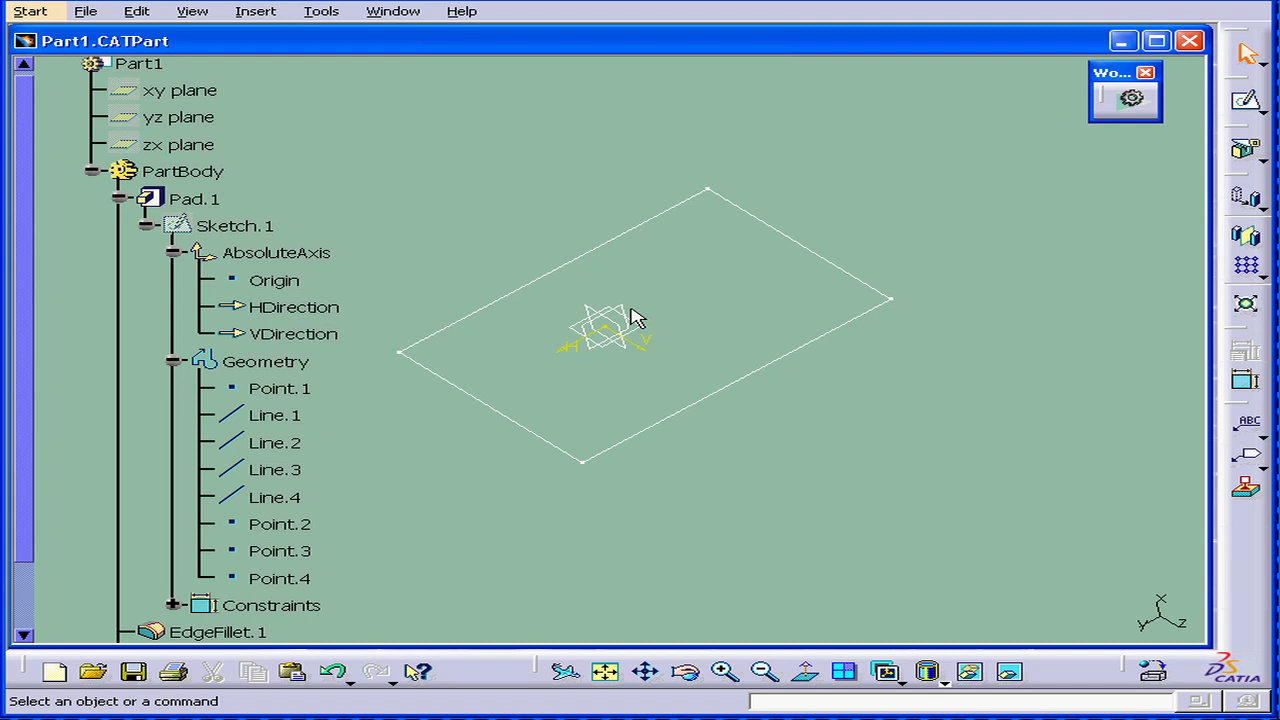 Start File Edit View Insert Tools Window Help
Part1.CATPart
Wo...
Part1
xy plane
yz plane
zx plane
PartBody
Pad.1
Sketch.1
AbsoluteAxis
Origin
HDirection
VDirection
Geometry
Point.1
Line.1
Line.2
Line.3
Line.4
Point.2
Point.3
Point.4
Constraints
EdgeFillet.1
H
V
x
y
z
ABC
CATIA
Select an object or a command